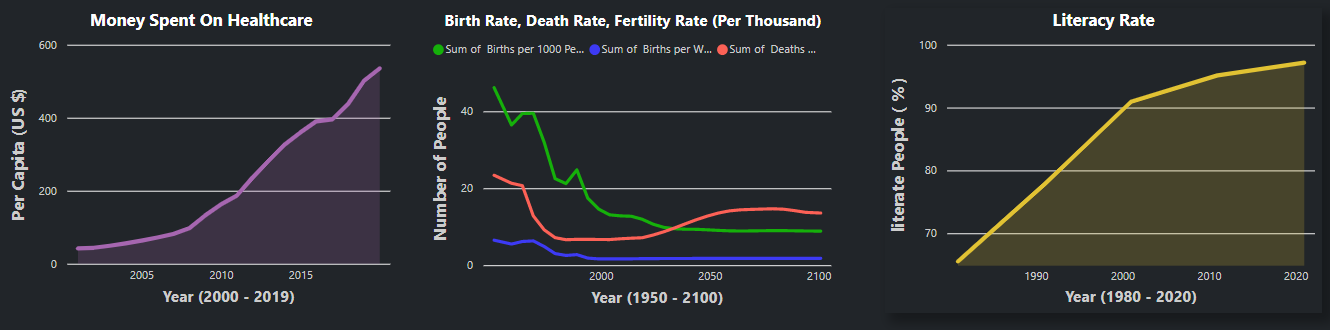 Money Spent On Healthcare
600
400
200
0
Per Capita (US $)
2005 2010 2015
Year (2000 - 2019)
Birth Rate, Death Rate, Fertility Rate (Per Thousand)
Sum of Births per 1000 Pe... Sum of Births per W... Sum of Deaths ...
40
20
0
Number of People
2000 2050 2100
Year (1950 - 2100)
Literacy Rate
100
90
80
70
literate People ( %)
1990 2000 2010 2020
Year (1980 - 2020)